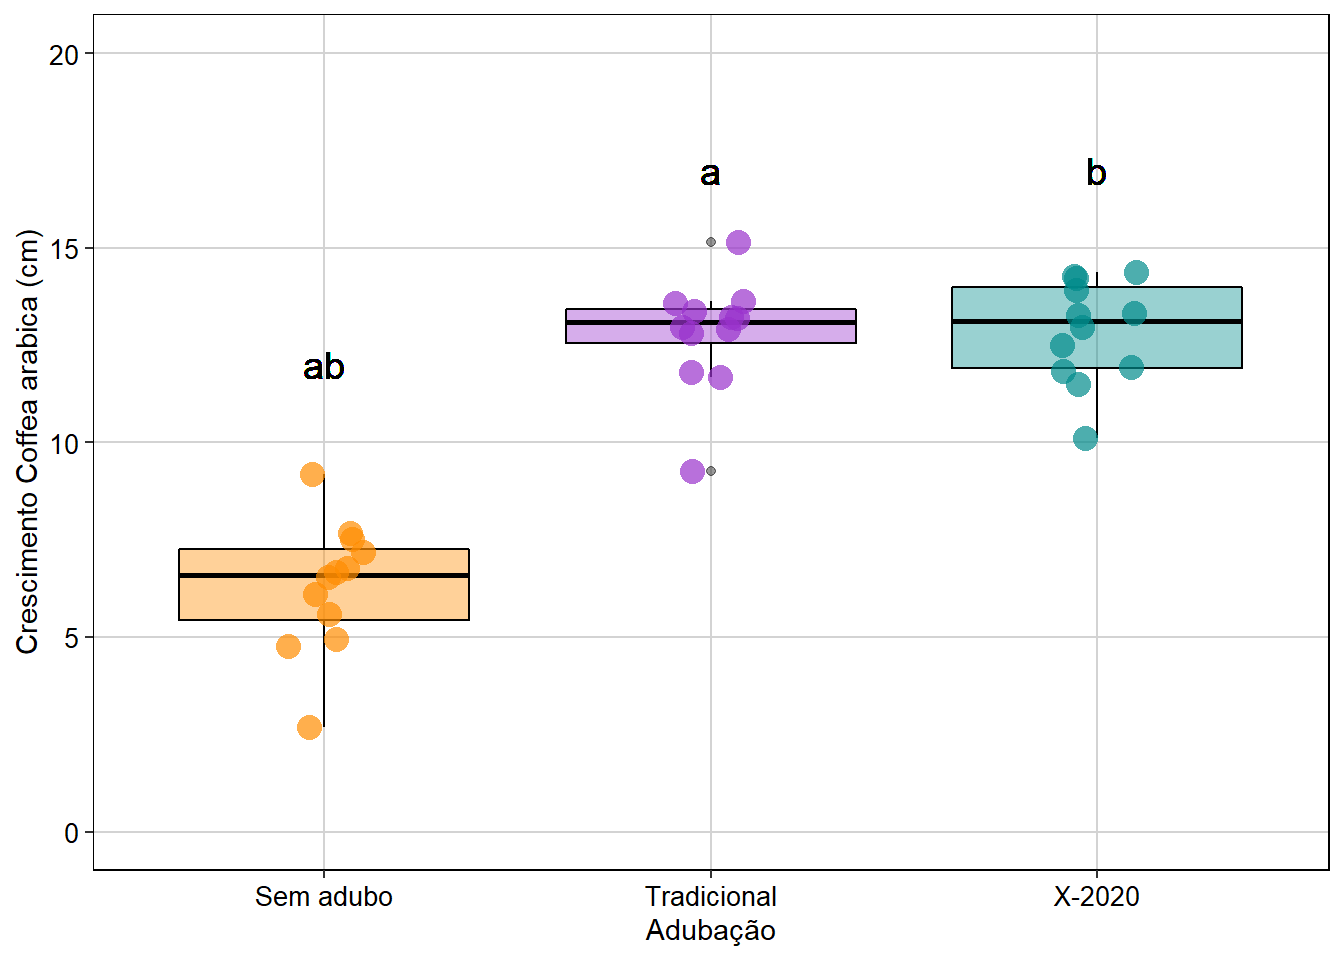 Crescimento Coffea arabica (cm)
20
15
10
5
0
ab
a
b
Sem adubo
Tradicional
X-2020
Adubação